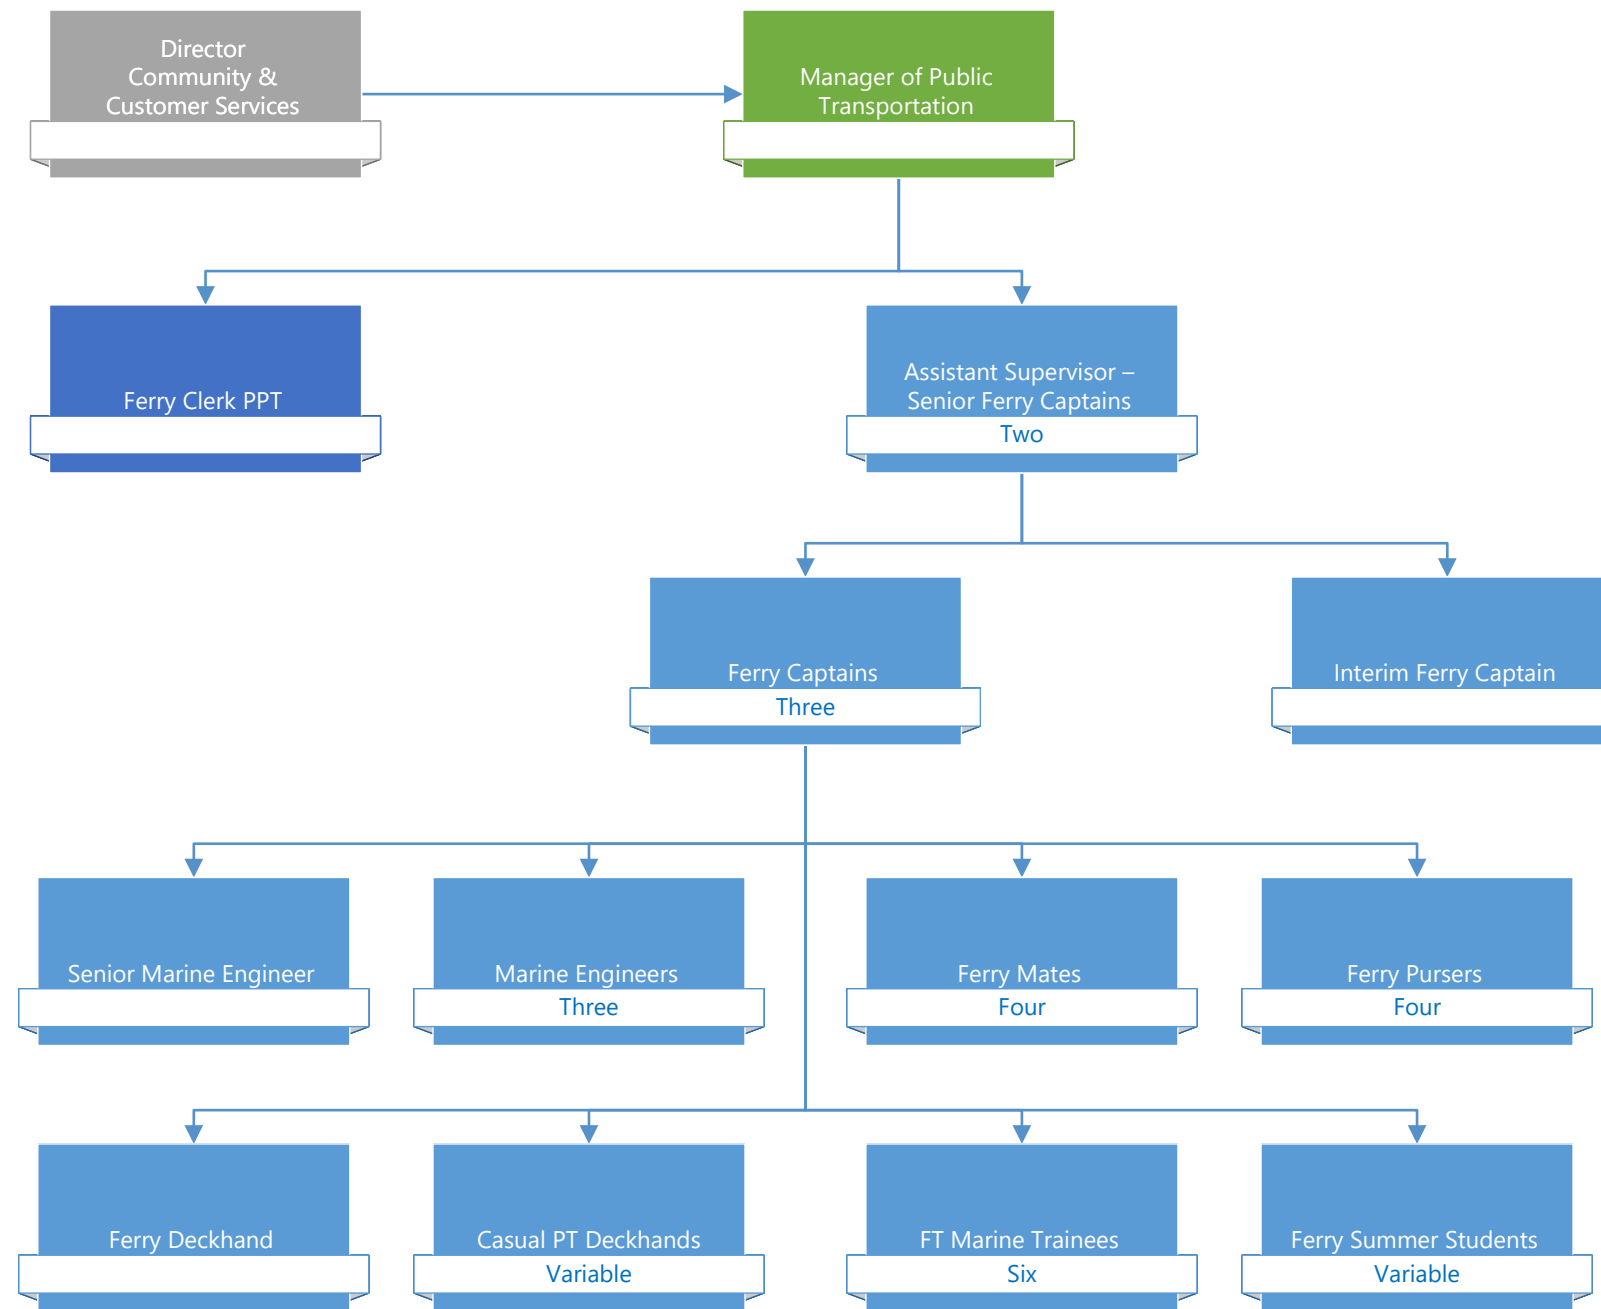 Director
Community &
Customer Services
Manager of Public
Transportation
Ferry Clerk PPT
Assistant Supervisor –
Senior Ferry Captains
Two
Ferry Captains
Three
Interim Ferry Captain
Senior Marine Engineer
Marine Engineers
Three
Ferry Mates
Four
Ferry Pursers
Four
Ferry Deckhand
Casual PT Deckhands
Variable
FT Marine Trainees
Six
Ferry Summer Students
Variable